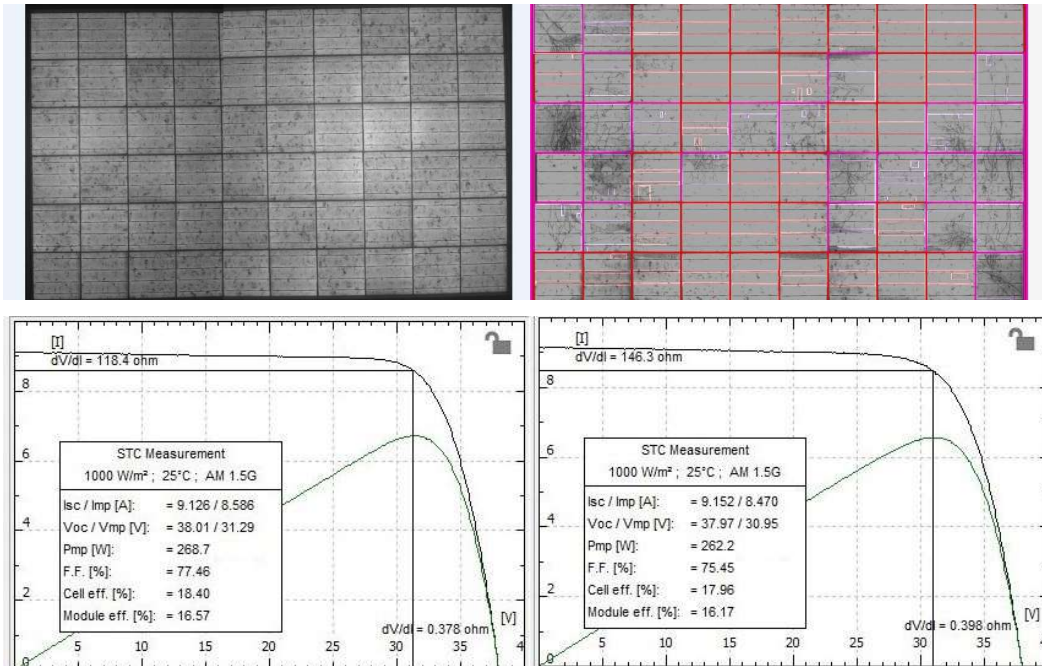 [I]
dV/dI = 118.4 ohm
8
STC Measurement
1000 W/m² ; 25°C ; AM 1.5G
Isc / Imp [A]: = 9.126 / 8.586
Voc / Vmp [V]: = 38.01 / 31.29
Pmp [W]: = 268.7
F.F. [%]: = 77.46
Cell eff. [%]: = 18.40
Module eff. [%]: = 16.57
6
4
2
[V]
dV/dI = 0.378 ohm
0 5 10 15 20 25 30 35
[I]
dV/dI = 146.3 ohm
8
STC Measurement
1000 W/m² ; 25°C ; AM 1.5G
Isc / Imp [A]: = 9.152 / 8.470
Voc / Vmp [V]: = 37.97 / 30.95
Pmp [W]: = 262.2
F.F. [%]: = 75.45
Cell eff. [%]: = 17.96
Module eff. [%]: = 16.17
6
4
2
[V]
dV/dI = 0.398 ohm
0 5 10 15 20 25 30 35